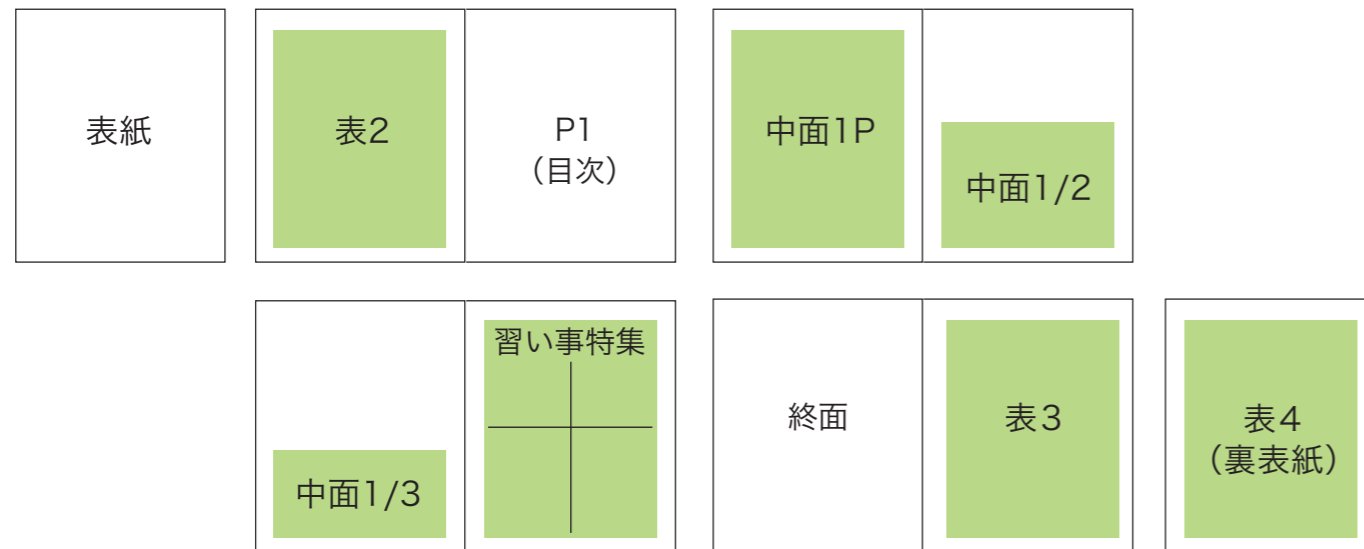 表紙
表2
P1
（目次）
中面1P
中面1/2
中面1/3
習い事特集
終面
表3
表4
（裏表紙）